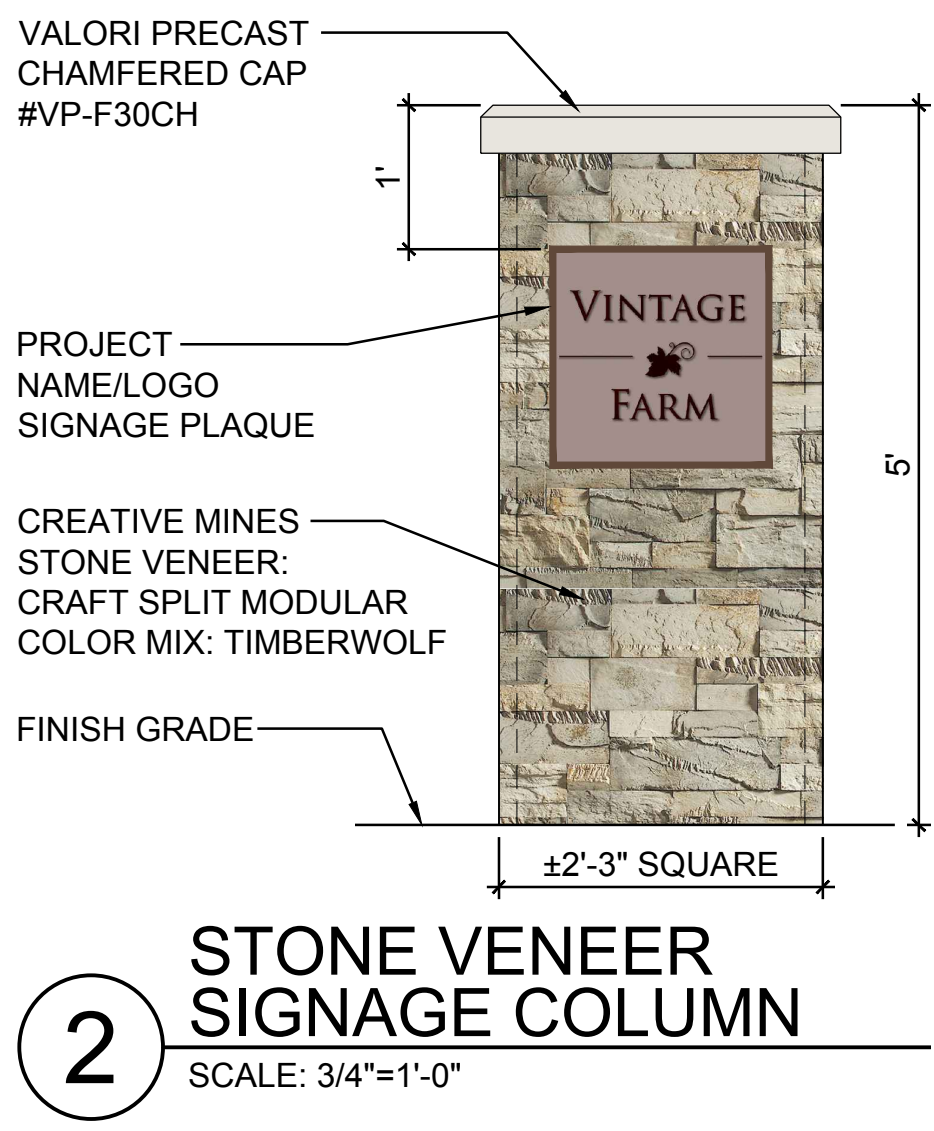 VALORI PRECAST
CHAMFERED CAP
#VP-F30CH
1'
VINTAGE
FARM
PROJECT
NAME/LOGO
SIGNAGE PLAQUE
5'
CREATIVE MINES
STONE VENEER:
CRAFT SPLIT MODULAR
COLOR MIX: TIMBERWOLF
FINISH GRADE
±2'-3" SQUARE
2
STONE VENEER
SIGNAGE COLUMN
SCALE: 3/4"=1'-0"